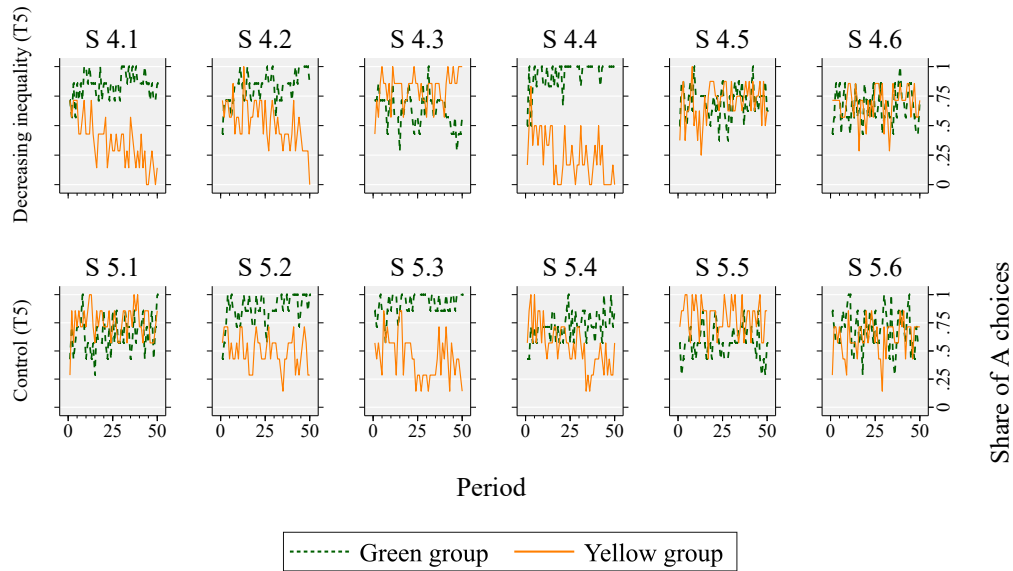 Decreasing inequality (T5)
S 4.1 S 4.2 S 4.3 S 4.4 S 4.5 S 4.6
1
.75
.5
.25
0
Control (T5)
S 5.1 S 5.2 S 5.3 S 5.4 S 5.5 S 5.6
1
.75
.5
.25
0
0 25 50 0 25 50 0 25 50 0 25 50 0 25 50 0 25 50
Share of A choices
Period
Green group Yellow group